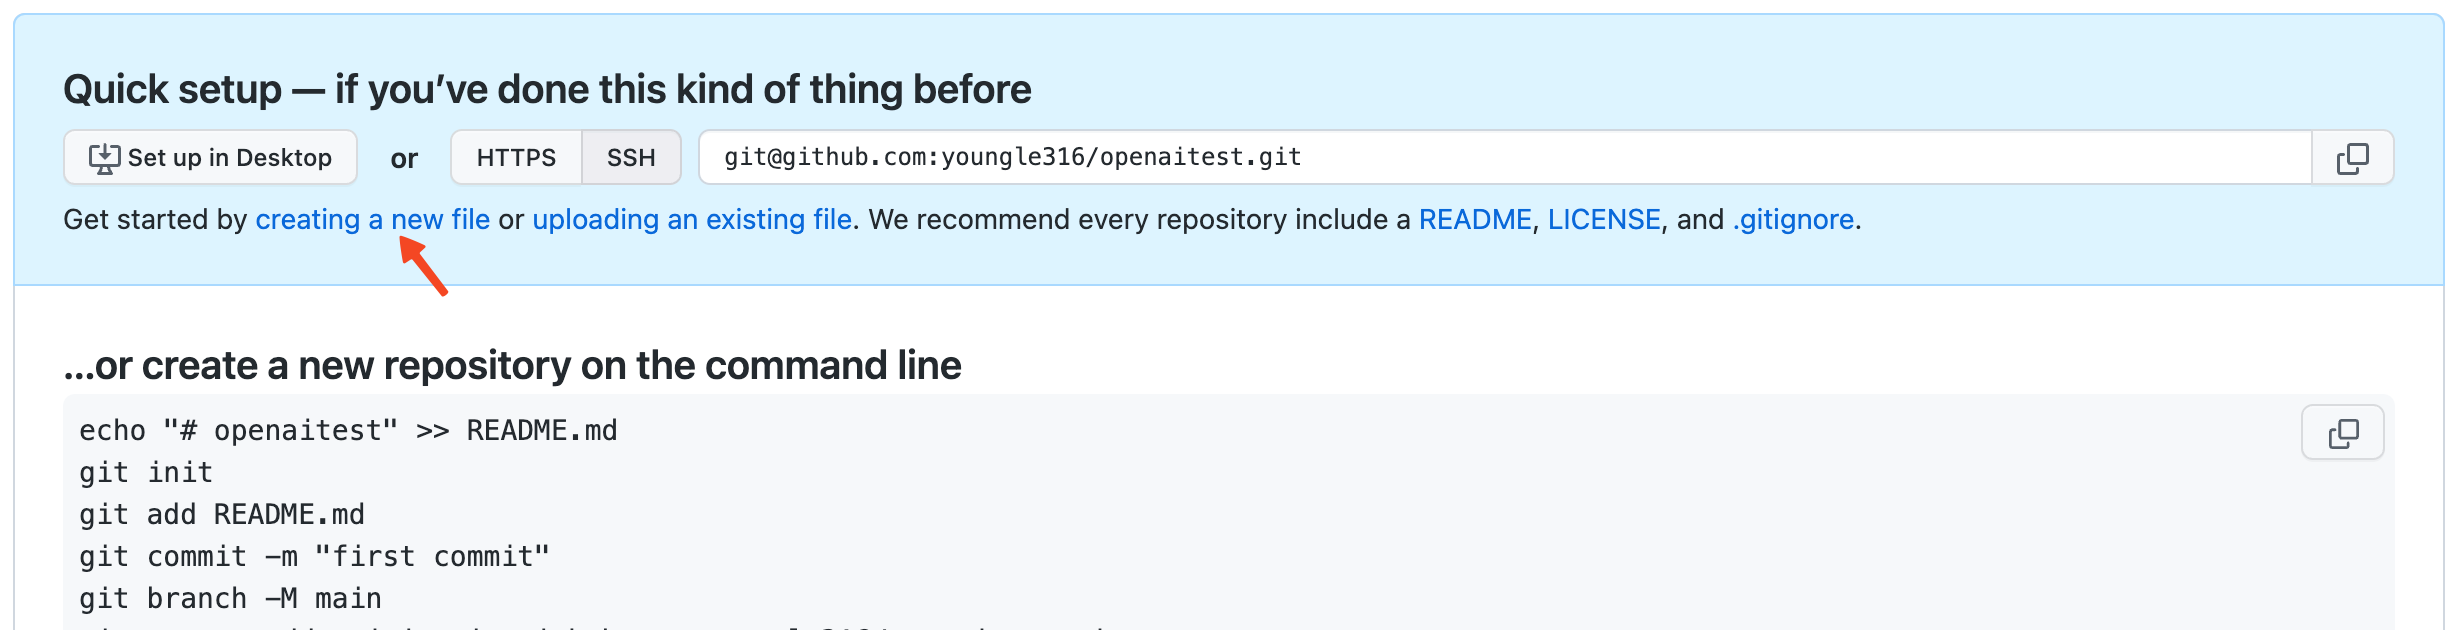 Quick setup — if you’ve done this kind of thing before
Set up in Desktop or HTTPS SSH git@github.com:youngle316/openaitest.git
Get started by creating a new file or uploading an existing file. We recommend every repository include a README, LICENSE, and .gitignore.
…or create a new repository on the command line
echo "# openaitest" >> README.md
git init
git add README.md
git commit -m "first commit"
git branch -M main